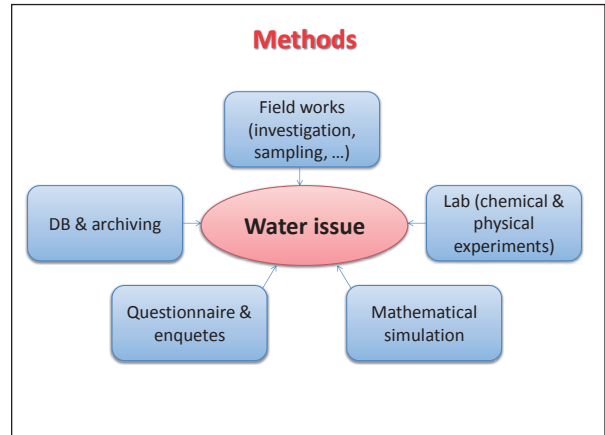 Methods
Field works
(investigation,
sampling, ...)
DB & archiving
Water issue
Lab (chemical &
physical
experiments)
Questionnaire &
enquetes
Mathematical
simulation